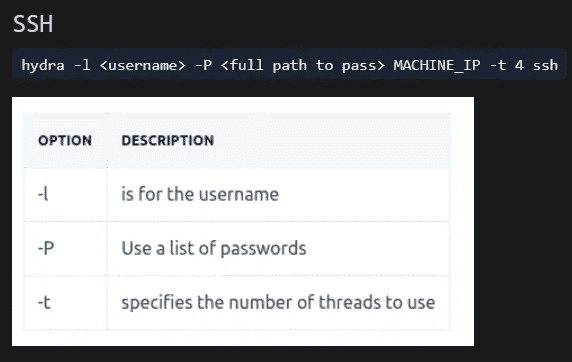 SSH
hydra -l <username> -P <full path to pass> MACHINE_IP -t 4 ssh
OPTION DESCRIPTION
-l is for the username
-P Use a list of passwords
-t specifies the number of threads to use